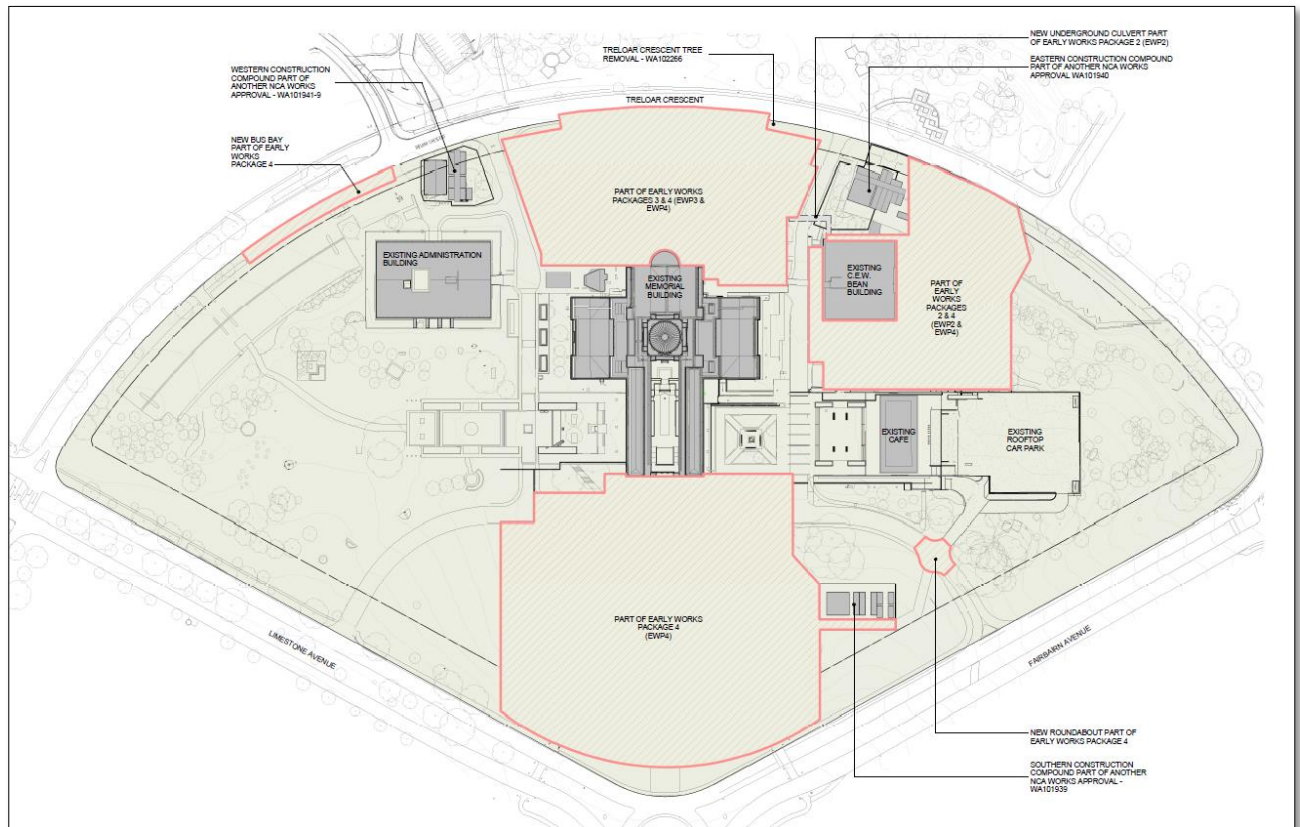 NEW UNDERGROUND CULVERT PART
OF EARLY WORKS PACKAGE 2 (EWP2)
TRELOAR CRESCENT TREE
REMOVAL - WA102266
EASTERN CONSTRUCTION COMPOUND
PART OF ANOTHER NCA WORKS
APPROVAL WA101940
WESTERN CONSTRUCTION
COMPOUND PART OF
ANOTHER NCA WORKS
APPROVAL - WA101941-9
TRELOAR CRESCENT
NEW BUS BAY
PART OF EARLY
WORKS
PACKAGE 4
PART OF EARLY WORKS
PACKAGES 3 & 4 (EWP3 &
EWP4)
EXISTING ADMINISTRATION
BUILDING
EXISTING
MEMORIAL
BUILDING
EXISTING
C.E.W.
BEAN
BUILDING
PART OF
EARLY
WORKS
PACKAGES
2 & 4
(EWP2 &
EWP4)
EXISTING
CAFE
EXISTING
ROOFTOP
CAR PARK
PART OF EARLY WORKS
PACKAGE 4
(EWP4)
LIMESTONE AVENUE
FAIRBAIRN AVENUE
NEW ROUNDABOUT PART OF
EARLY WORKS PACKAGE 4
SOUTHERN CONSTRUCTION
COMPOUND PART OF ANOTHER
NCA WORKS APPROVAL -
WA101939